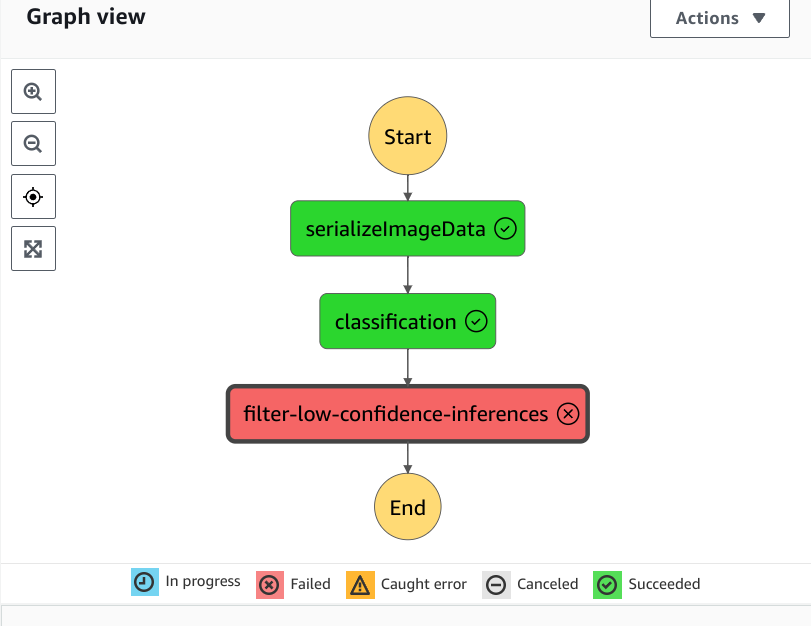 Graph view
Actions
Start
serializeImageData
classification
filter-low-confidence-inferences
End
In progress Failed Caught error Canceled Succeeded